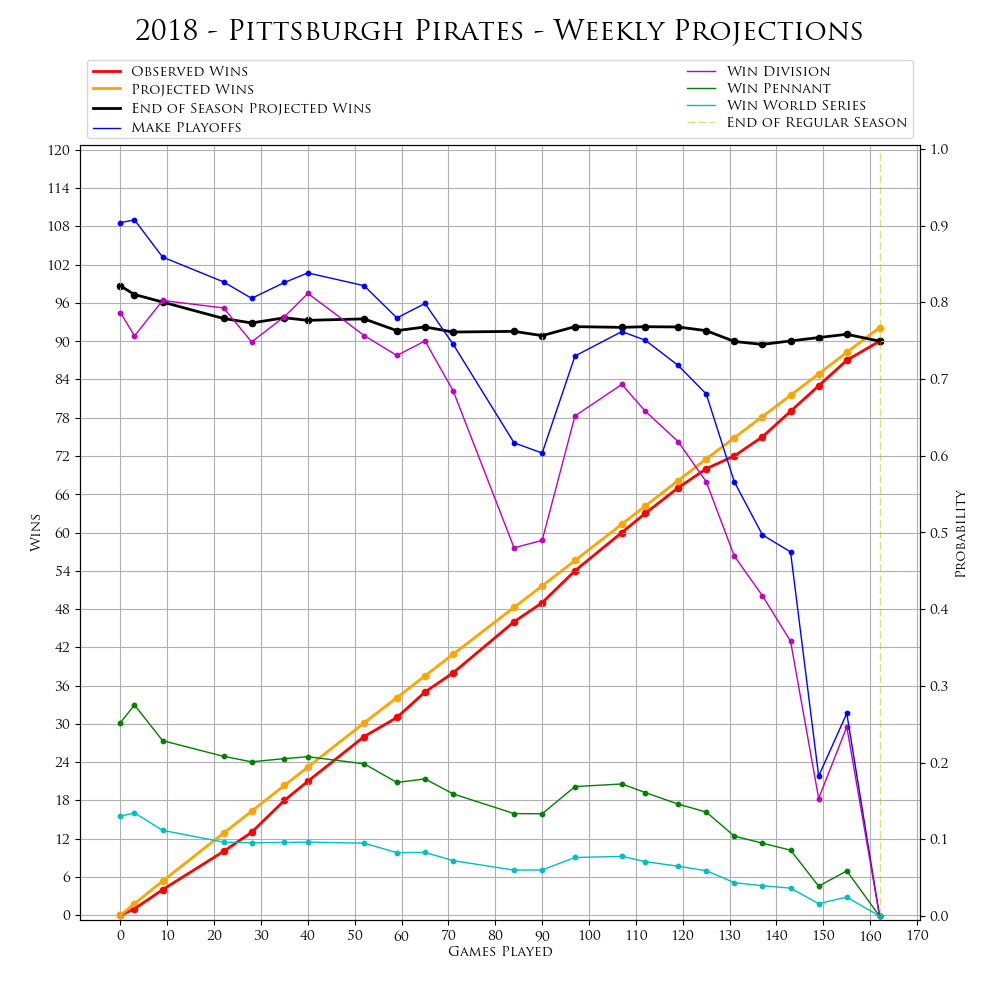 2018 - Pittsburgh Pirates - Weekly Projections
Observed Wins
Projected Wins
End of Season Projected Wins
Make Playoffs
Win Division
Win Pennant
Win World Series
End of Regular Season
120
114
108
102
96
90
84
78
72
66
60
54
48
42
36
30
24
18
12
6
0
Wins
1.0
0.9
0.8
0.7
0.6
0.5
0.4
0.3
0.2
0.1
0.0
Probability
0 10 20 30 40 50 60 70 80 90 100 110 120 130 140 150 160 170
Games Played